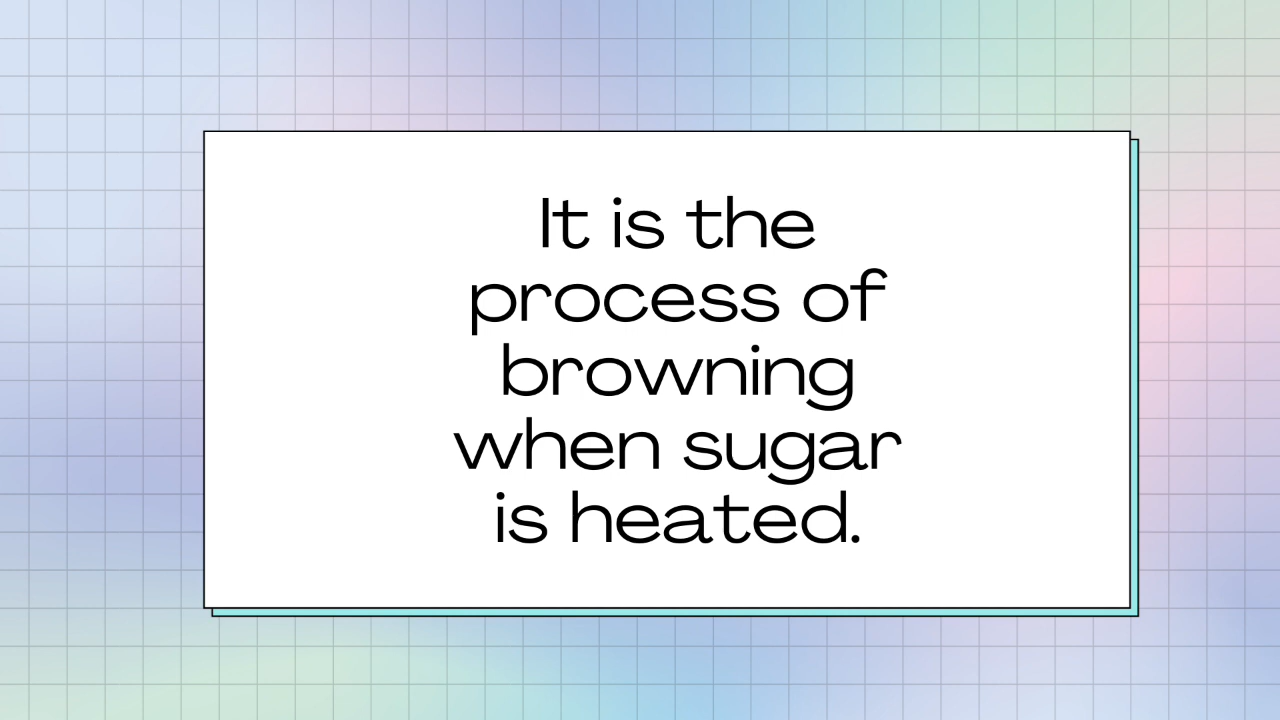 It is the
process of
browning
when sugar
is heated.